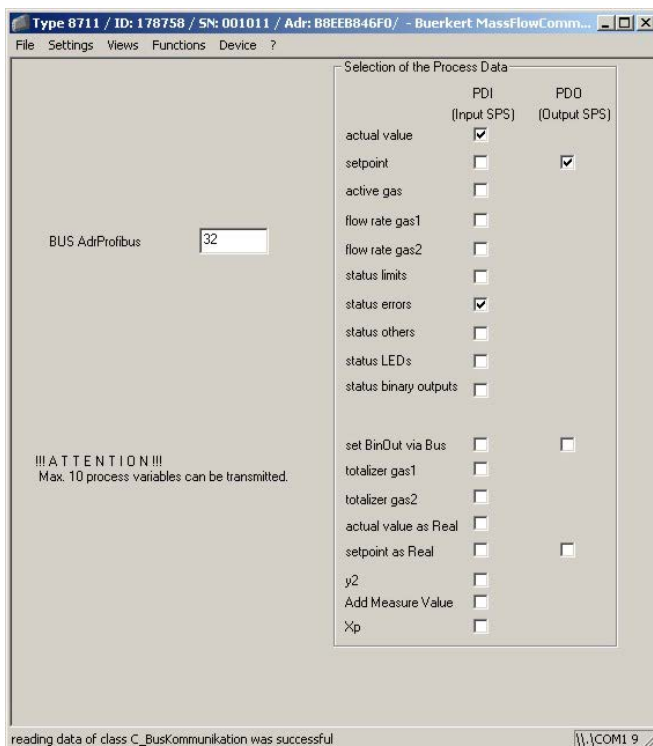 Type 8711 / ID: 178758 / SN: 001011 / Adr: B8EEB846F0/ - Buerkert MassFlowComm...
File Settings Views Functions Device ?
Selection of the Process Data
PDI PDO
(Input SPS) (Output SPS)
actual value
setpoint
active gas
flow rate gas1
BUS AdrProfibus 32
flow rate gas2
status limits
status errors
status others
status LEDs
status binary outputs
set BinOut via Bus
!!! A T T E N T I O N !!!
Max. 10 process variables can be transmitted.
totalizer gas1
totalizer gas2
actual value as Real
setpoint as Real
y2
Add Measure Value
Xp
reading data of class C_BusKommunikation was successful \\.\COM1 9